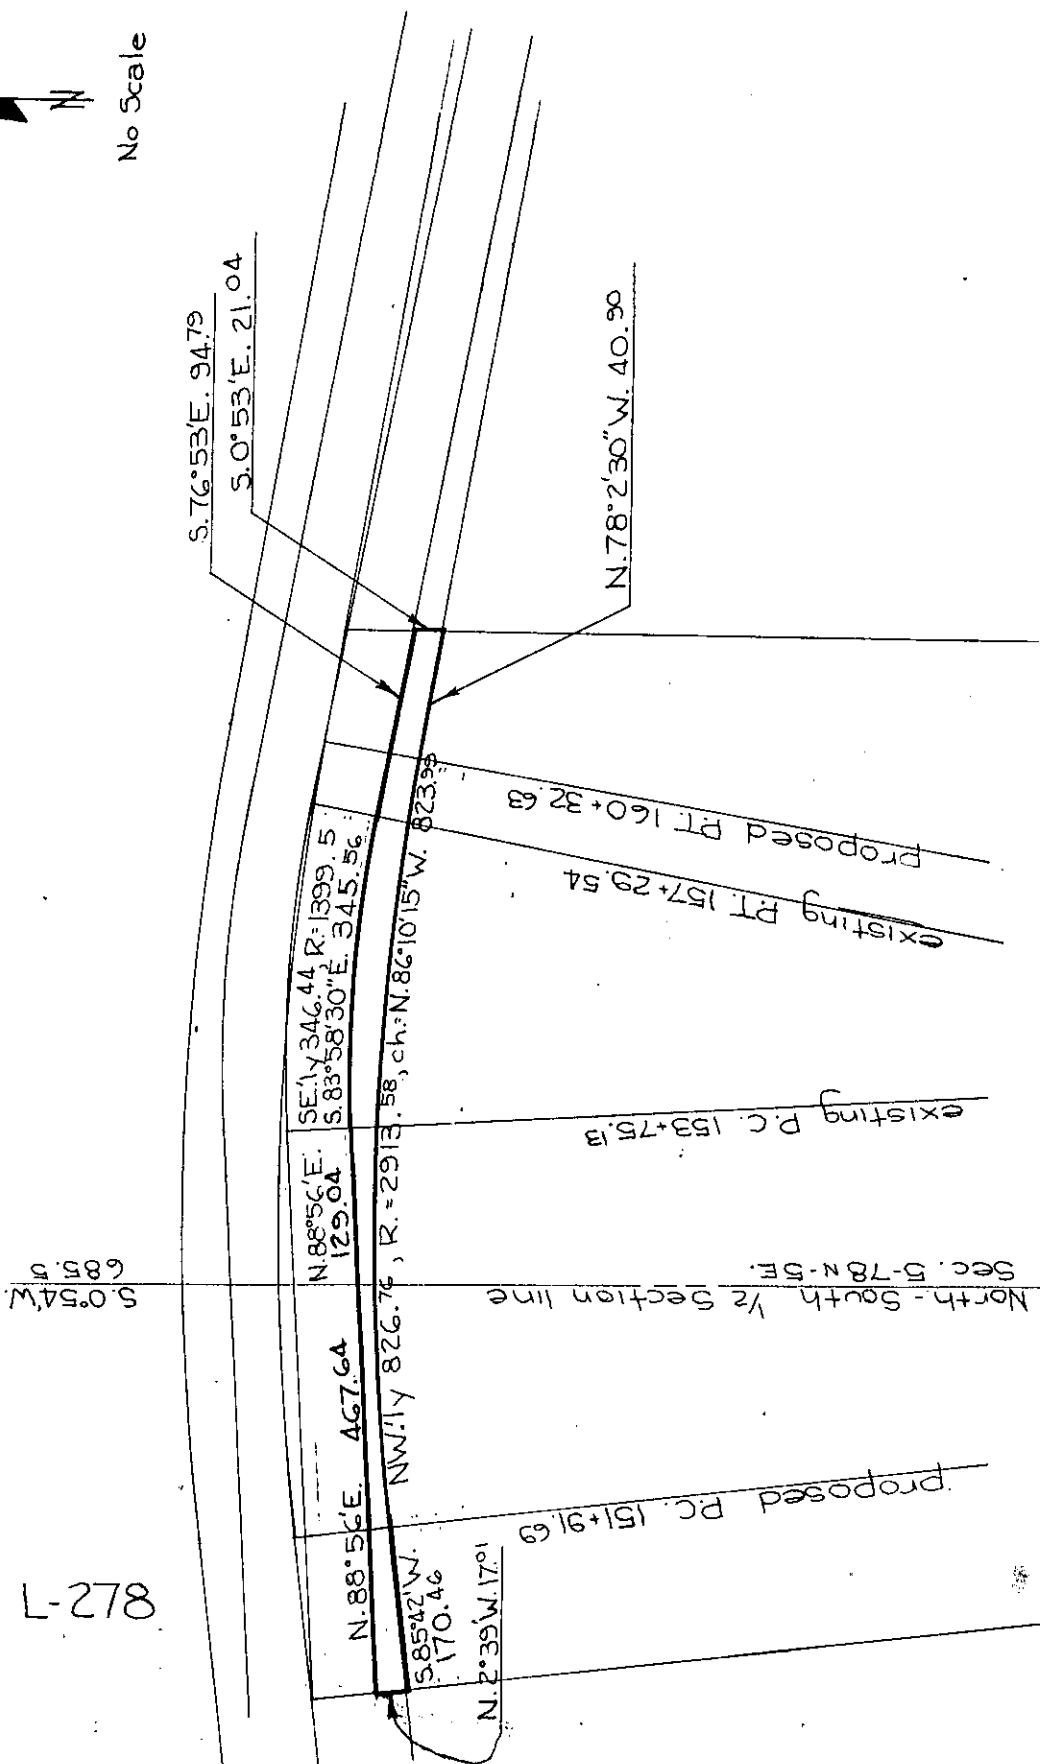 N
No Scale
S.76°53'E. 94.79
S.0°53'E. 21.04
N.78°2'30"W. 40.90
proposed P.T. 160+32.63
existing P.T. 157+29.54
SE'ly 346.44, R=1399.5
S.83°58'30"E. 345.56
NW'ly 826.76, R.=2913.58, ch.=N.86°10'15"W. 823.99
existing P.C. 153+75.13
N.88°56'E.
129.04
S.0°54'W.
685.5
North-South 1/2 Section line
Sec. 5-78N-5E.
N.88°56'E. 467.64
proposed P.C. 151+91.69
S.85°42'W.
170.46
N.2°39'W.17.01
L-278